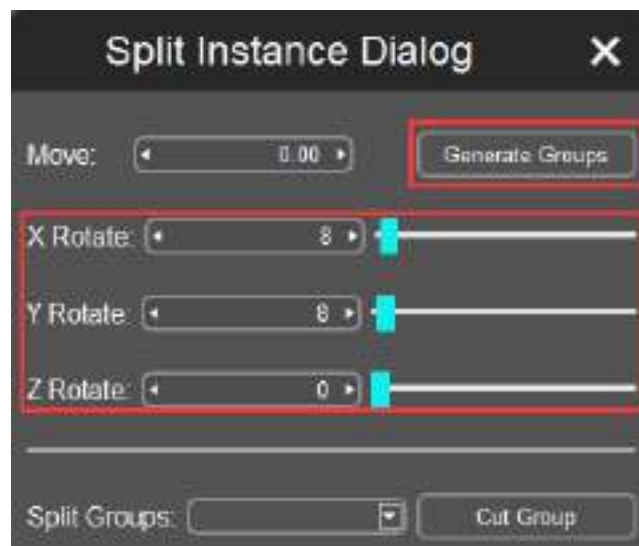 Split Instance Dialog
Move: 0.00 Generate Groups
X Rotate: 8
Y Rotate: 8
Z Rotate: 0
Split Groups: Cut Group